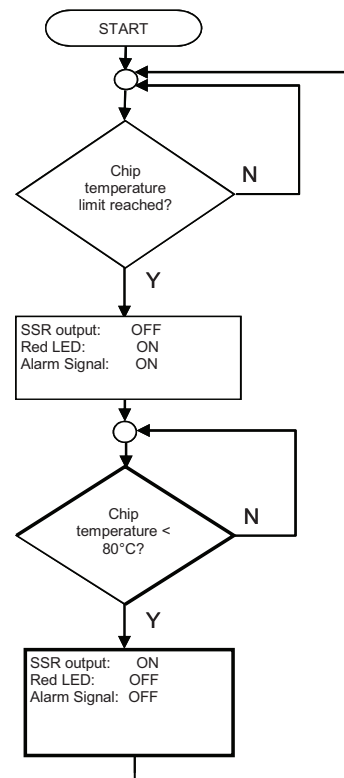 START
Chip
temperature
limit reached?
N
Y
SSR output: OFF
Red LED: ON
Alarm Signal: ON
Chip
temperature <
80°C?
N
Y
SSR output: ON
Red LED: OFF
Alarm Signal: OFF